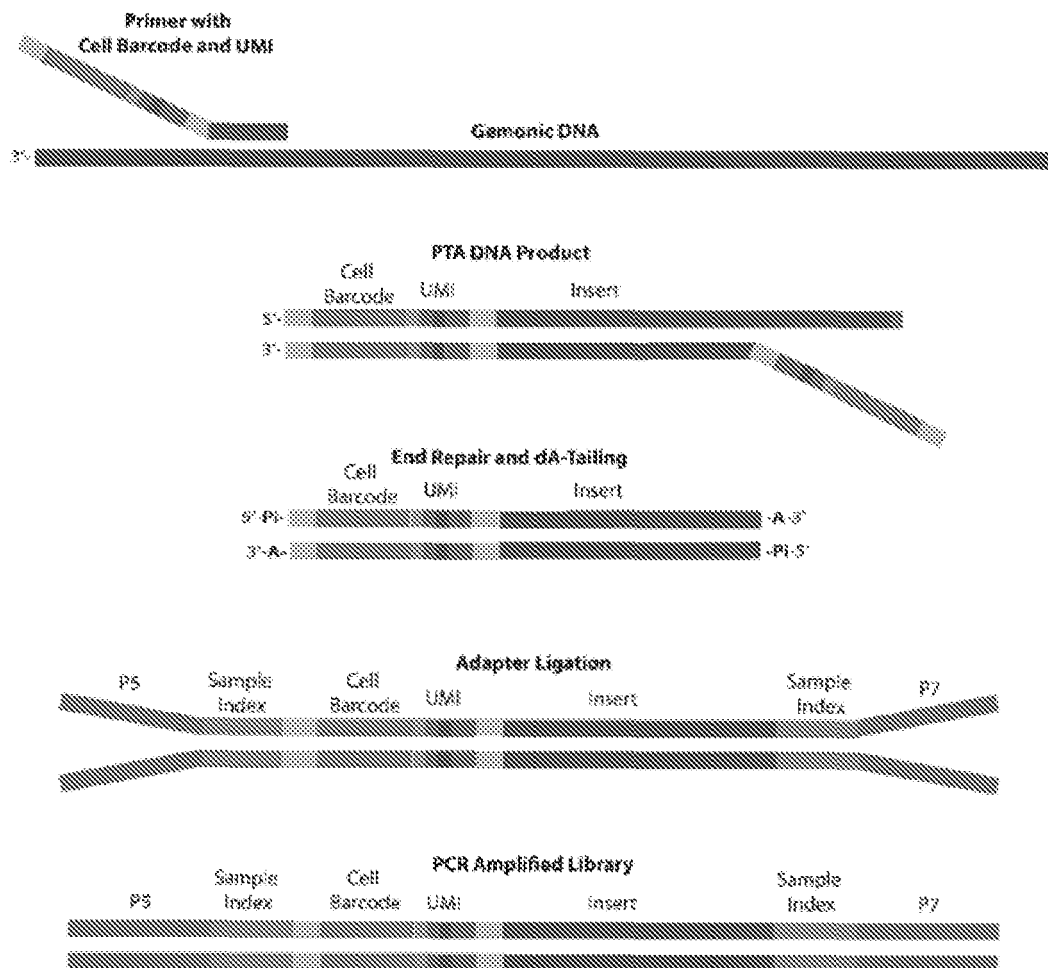 Primer with
Cell Barcode and UMI
Gemonic DNA
3'-
PTA DNA Product
Cell
Barcode
UMI
Insert
5'-
3'-
End Repair and dA-Tailing
Cell
Barcode
UMI
Insert
5'-Pi-
-A-3'
3'-A-
-Pi-5'
Adapter Ligation
P5
Sample
Index
Cell
Barcode
UMI
Insert
Sample
Index
P7
PCR Amplified Library
P5
Sample
Index
Cell
Barcode
UMI
Insert
Sample
Index
P7